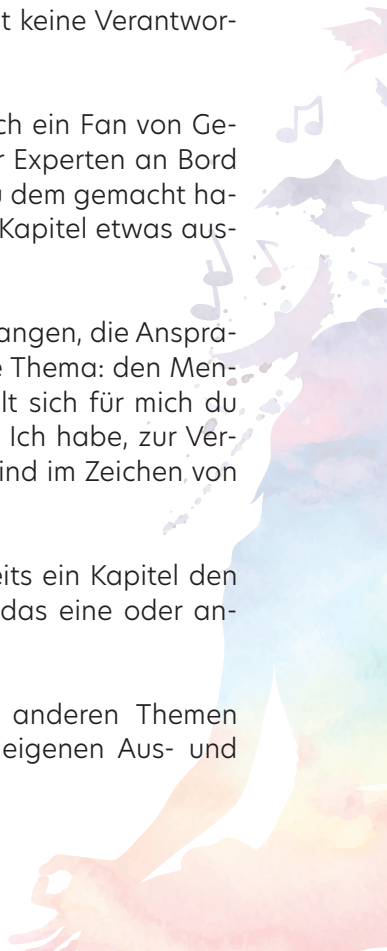 t keine Verantwor-
ch ein Fan von Ge-
r Experten an Bord
u dem gemacht ha-
Kapitel etwas aus-
angen, die Anspra-
e Thema: den Men-
lt sich für mich du
Ich habe, zur Ver-
ind im Zeichen von
eits ein Kapitel den
das eine oder an-
anderen Themen
eigenen Aus- und